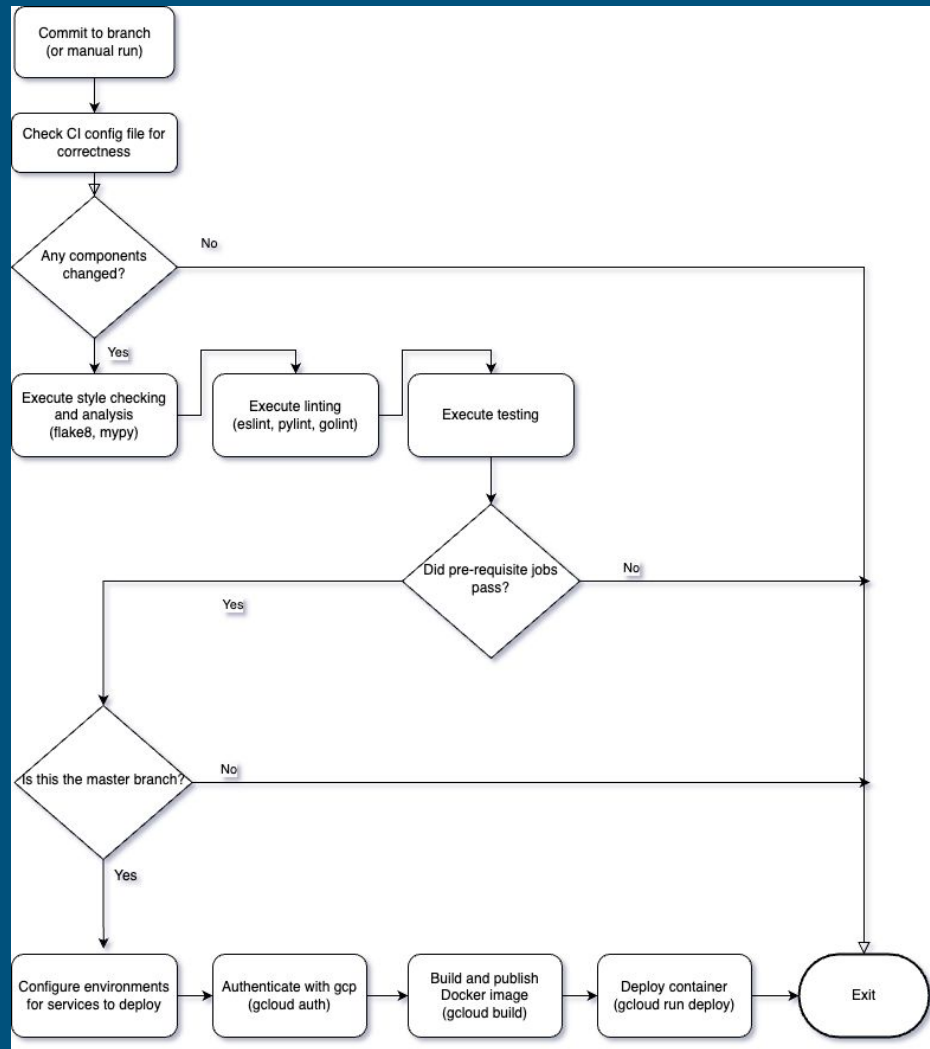 Commit to branch
(or manual run)
Check CI config file for
correctness
No
Any components
changed?
Yes
Execute style checking
and analysis
(flake8, mypy)
Execute linting
(eslint, pylint, golint)
Execute testing
Did pre-requisite jobs
pass?
No
Yes
Is this the master branch?
No
Yes
Configure environments
for services to deploy
Authenticate with gcp
(gcloud auth)
Build and publish
Docker image
(gcloud build)
Deploy container
(gcloud run deploy)
Exit